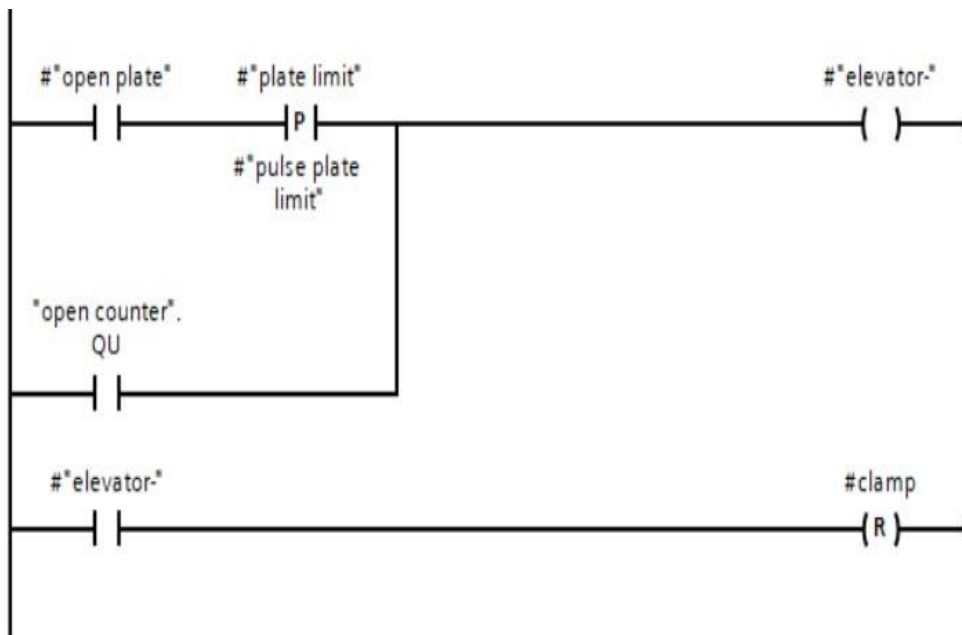 #"open plate"
#"plate limit"
#"elevator-"
P
#"pulse plate
limit"
"open counter".
QU
#"elevator-"
#clamp
R